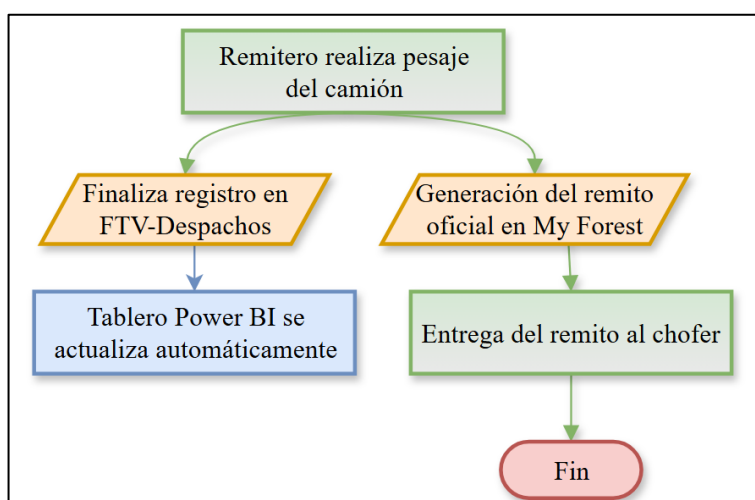 Remitero realiza pesaje
del camión
Finaliza registro en
FTV-Despachos
Generación del remito
oficial en My Forest
Tablero Power BI se
actualiza automáticamente
Entrega del remito al chofer
Fin